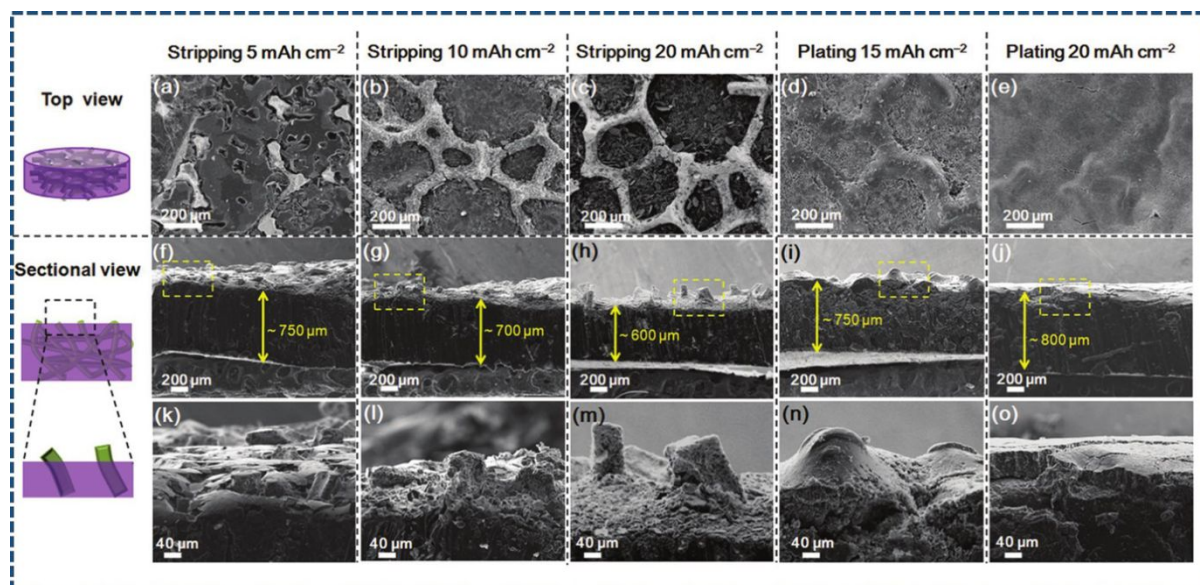 Stripping 5 mAh cm⁻²
Stripping 10 mAh cm⁻²
Stripping 20 mAh cm⁻²
Plating 15 mAh cm⁻²
Plating 20 mAh cm⁻²
Top view
(a)
200 µm
(b)
200 µm
(c)
200 µm
(d)
200 µm
(e)
200 µm
Sectional view
(f)
~ 750 µm
200 µm
(g)
~ 700 µm
200 µm
(h)
~ 600 µm
200 µm
(i)
~ 750 µm
200 µm
(j)
~ 800 µm
200 µm
(k)
40 µm
(l)
40 µm
(m)
40 µm
(n)
40 µm
(o)
40 µm